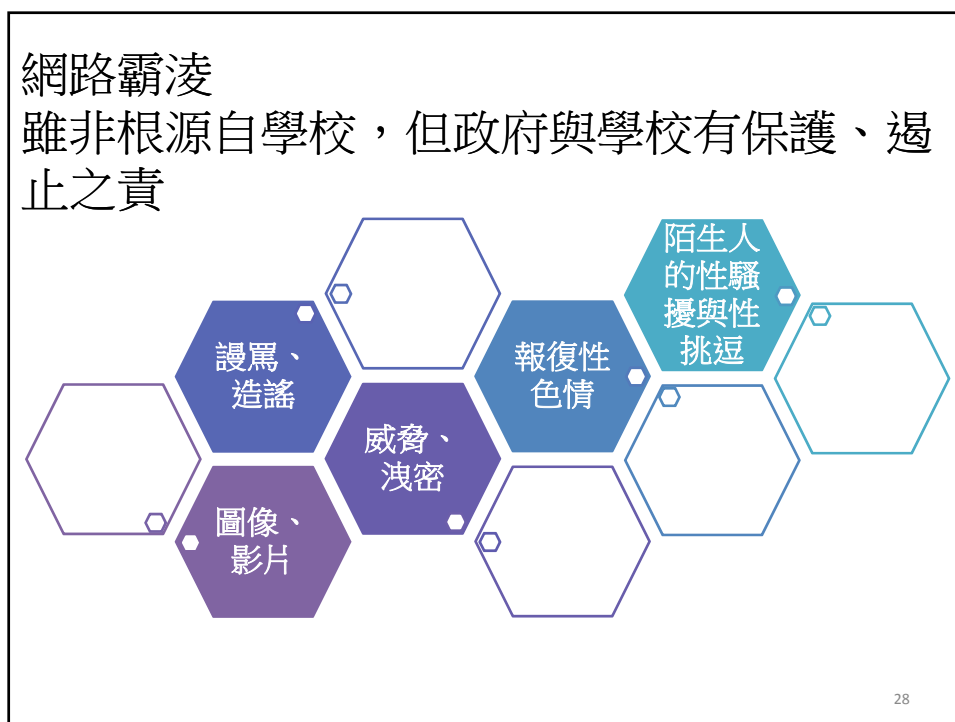 網路霸凌
雖非根源自學校，但政府與學校有保護、遏
止之責
陌生人
的性騷
擾與性
挑逗
謾罵、
造謠
報復性
色情
威脅、
洩密
圖像、
影片
28